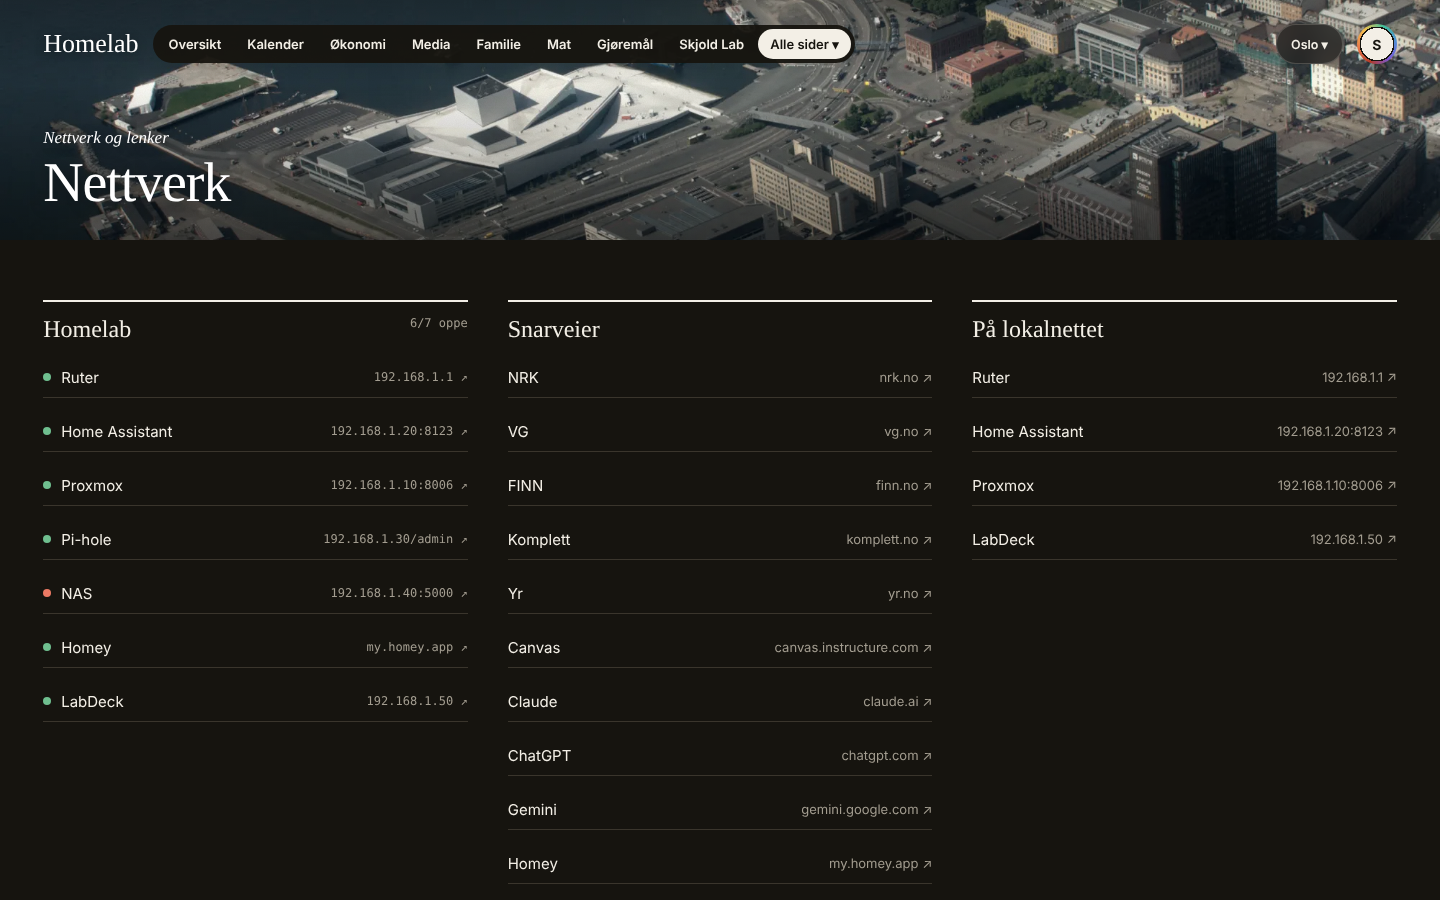 Homelab
Oversikt Kalender Økonomi Media Familie Mat Gjøremål Skjold Lab Alle sider ▾
Oslo ▾
S
Nettverk og lenker
Nettverk
Homelab 6/7 oppe
Ruter 192.168.1.1 ↗
Home Assistant 192.168.1.20:8123 ↗
Proxmox 192.168.1.10:8006 ↗
Pi-hole 192.168.1.30/admin ↗
NAS 192.168.1.40:5000 ↗
Homey my.homey.app ↗
LabDeck 192.168.1.50 ↗
Snarveier
NRK nrk.no ↗
VG vg.no ↗
FINN finn.no ↗
Komplett komplett.no ↗
Yr yr.no ↗
Canvas canvas.instructure.com ↗
Claude claude.ai ↗
ChatGPT chatgpt.com ↗
Gemini gemini.google.com ↗
Homey my.homey.app ↗
På lokalnettet
Ruter 192.168.1.1 ↗
Home Assistant 192.168.1.20:8123 ↗
Proxmox 192.168.1.10:8006 ↗
LabDeck 192.168.1.50 ↗